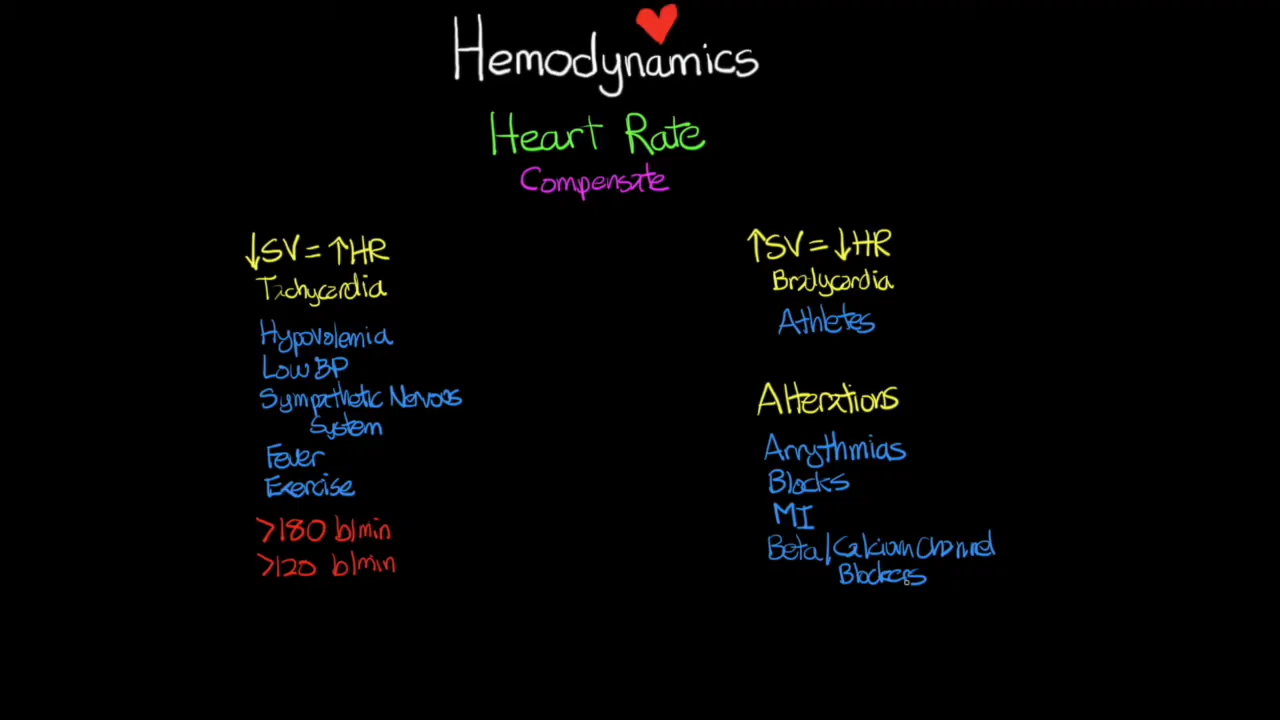 Hemodynamics
Heart Rate
Compensate
↓SV = ↑HR
Tachycardia
Hypovolemia
Low BP
Sympathetic Nervous
System
Fever
Exercise
>180 b/min
>120 b/min
↑SV = ↓HR
Bradycardia
Athletes
Alterations
Arrythmias
Blocks
MI
Beta/Calcium Channel
Blockers